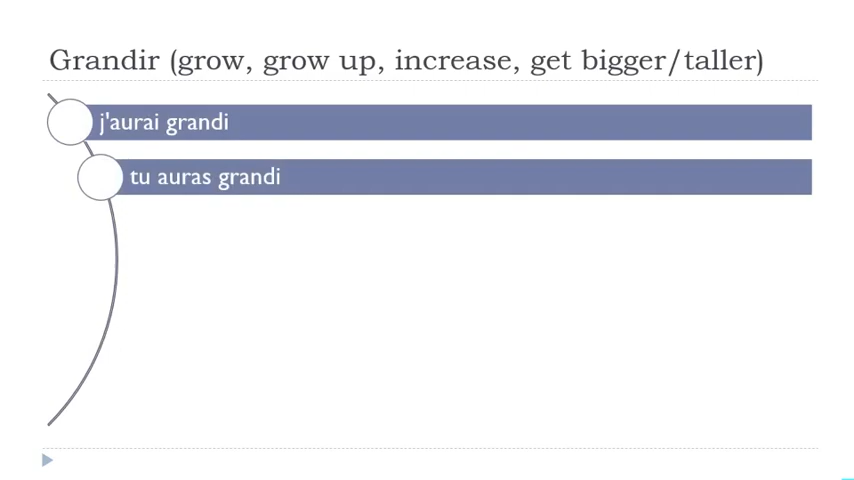 Grandir (grow, grow up, increase, get bigger/taller)
j'aurai grandi
tu auras grandi